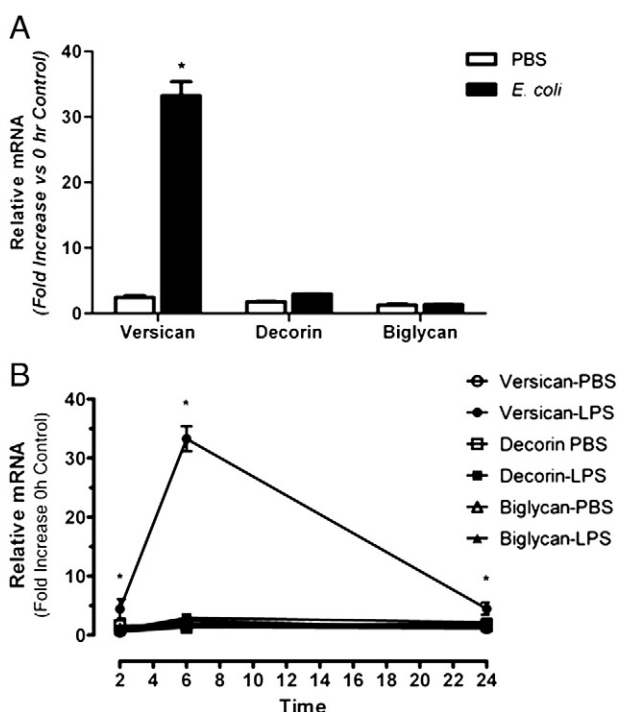 A
Relative mRNA
(Fold Increase vs 0 hr Control)
40
30
20
10
0
*
PBS
E. coli
Versican
Decorin
Biglycan
B
Relative mRNA
(Fold Increase 0h Control)
40
30
20
10
0
*
*
*
Versican-PBS
Versican-LPS
Decorin PBS
Decorin-LPS
Biglycan-PBS
Biglycan-LPS
2 4 6 8 10 12 14 16 18 20 22 24
Time